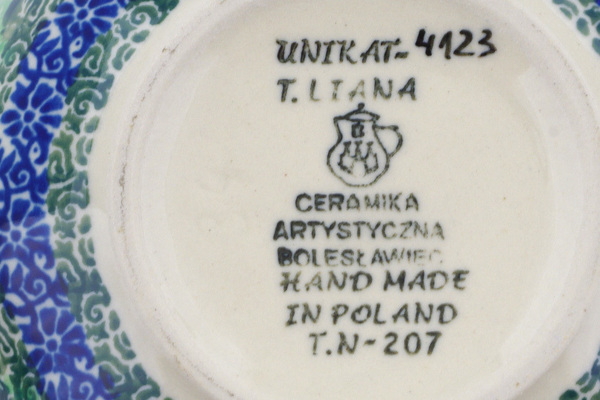 UNIKAT- 4123
T. LIANA
B
CERAMIKA
ARTYSTYCZNA
BOLESŁAWIEC
HAND MADE
IN POLAND
T.N-207